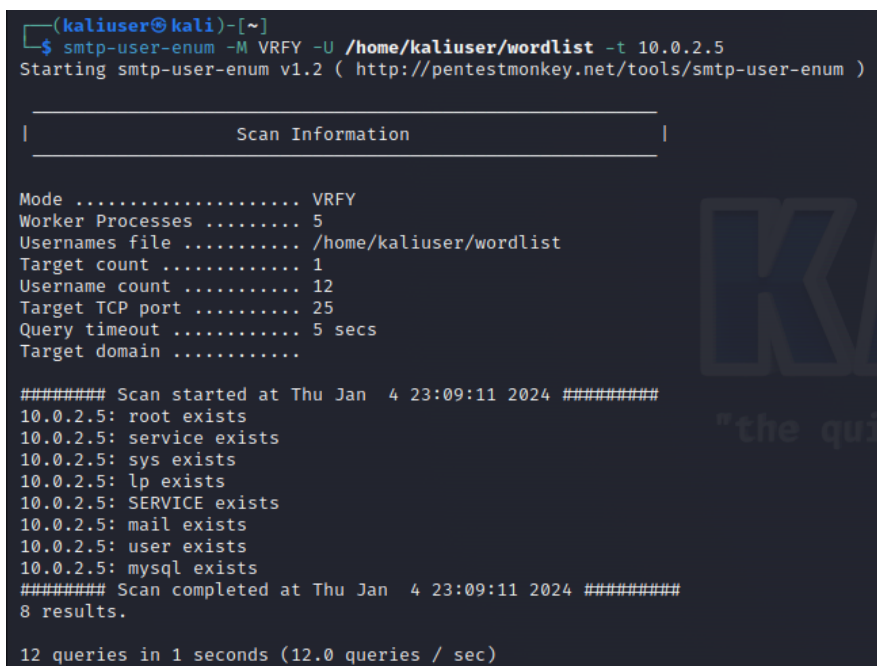 (kaliuser㉿kali)-[~]
$ smtp-user-enum -M VRFY -U /home/kaliuser/wordlist -t 10.0.2.5
Starting smtp-user-enum v1.2 ( http://pentestmonkey.net/tools/smtp-user-enum )
| Scan Information |
Mode ..................... VRFY
Worker Processes ......... 5
Usernames file ........... /home/kaliuser/wordlist
Target count ............. 1
Username count ........... 12
Target TCP port .......... 25
Query timeout ............ 5 secs
Target domain ............
######## Scan started at Thu Jan  4 23:09:11 2024 #########
10.0.2.5: root exists
10.0.2.5: service exists
10.0.2.5: sys exists
10.0.2.5: lp exists
10.0.2.5: SERVICE exists
10.0.2.5: mail exists
10.0.2.5: user exists
10.0.2.5: mysql exists
######## Scan completed at Thu Jan  4 23:09:11 2024 #########
8 results.
12 queries in 1 seconds (12.0 queries / sec)
"the qui